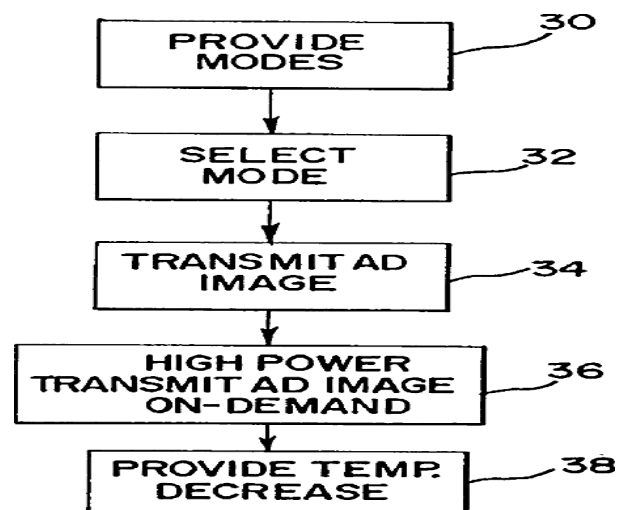 PROVIDE
MODES
30
SELECT
MODE
32
TRANSMIT AD
IMAGE
34
HIGH POWER
TRANSMIT AD IMAGE
ON-DEMAND
36
PROVIDE TEMP.
DECREASE
38